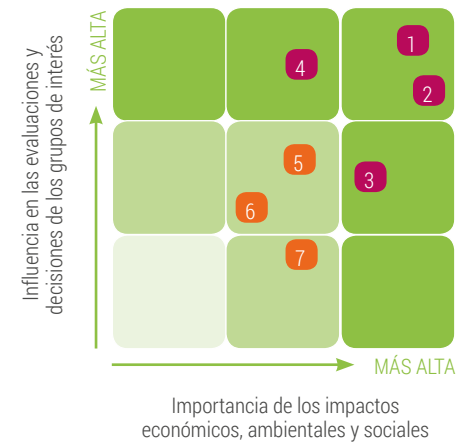 Influencia en las evaluaciones y
decisiones de los grupos de interés
MÁS ALTA
1
2
4
5
3
6
7
MÁS ALTA
Importancia de los impactos
económicos, ambientales y sociales